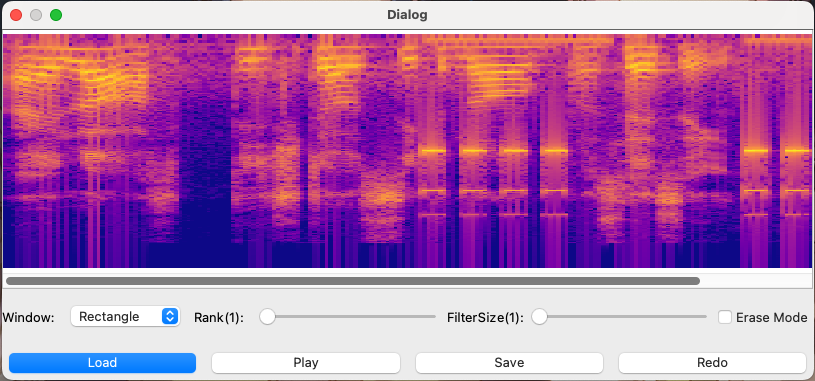 Dialog
Window: Rectangle Rank(1): FilterSize(1): Erase Mode
Load Play Save Redo